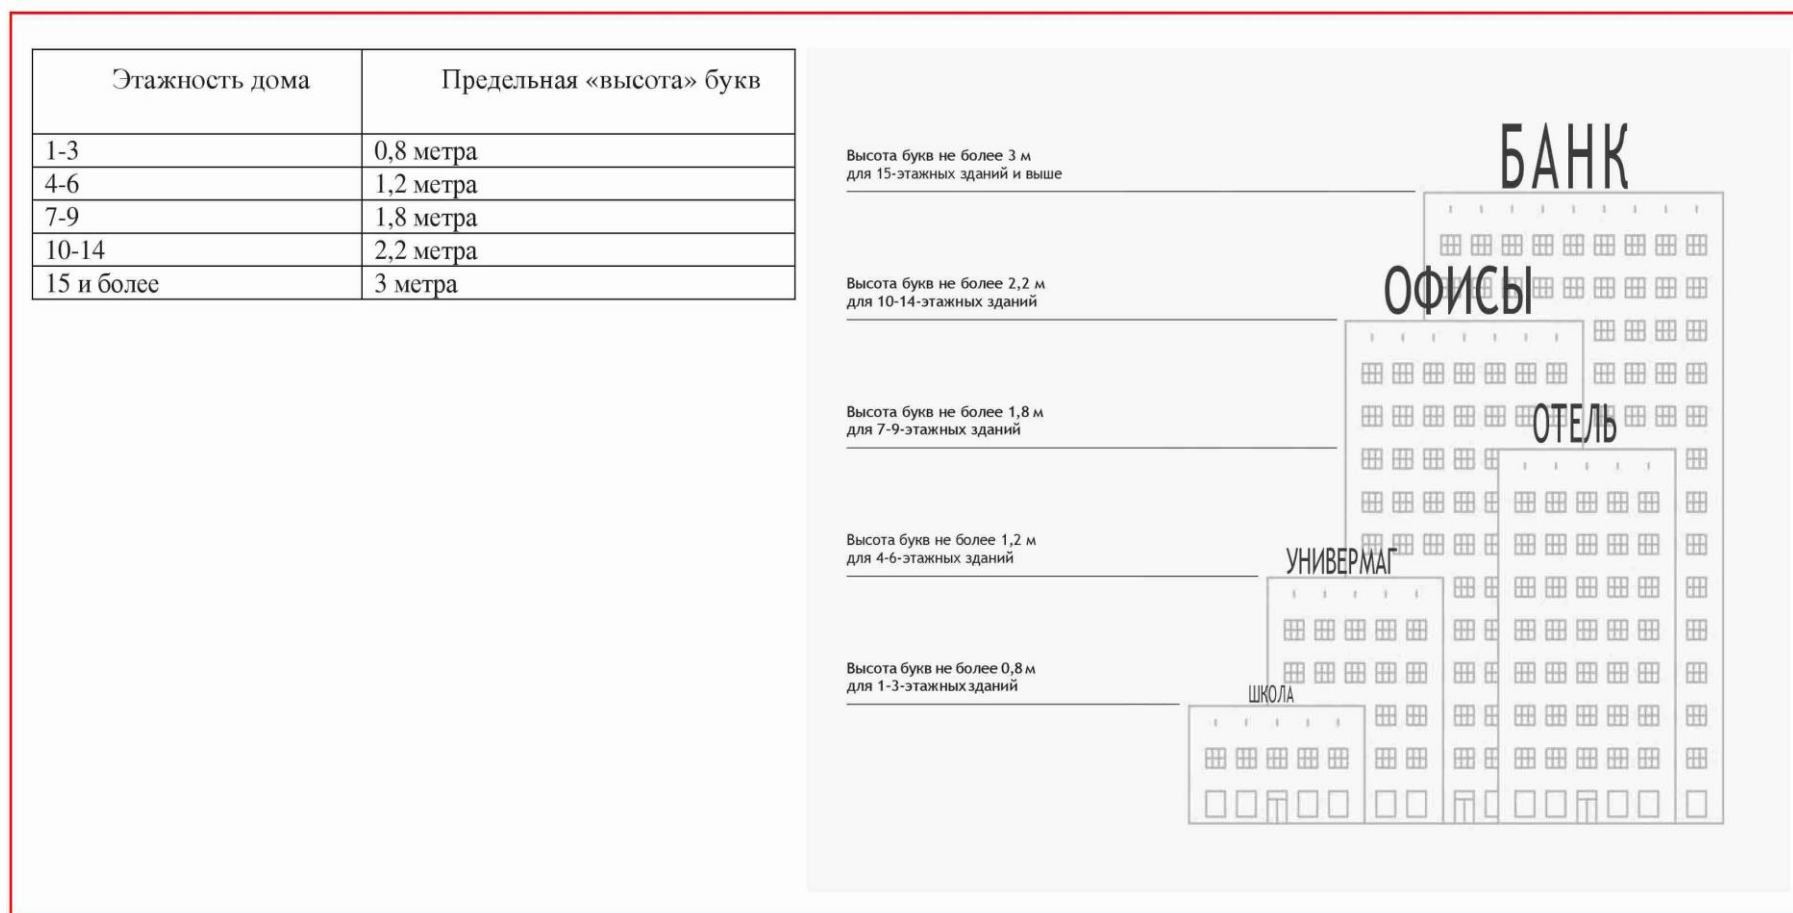 Этажность дома Предельная «высота» букв
1-3 0,8 метра
4-6 1,2 метра
7-9 1,8 метра
10-14 2,2 метра
15 и более 3 метра
Высота букв не более 3 м
для 15-этажных зданий и выше
БАНК
Высота букв не более 2,2 м
для 10-14-этажных зданий
ОФИСЫ
Высота букв не более 1,8 м
для 7-9-этажных зданий
ОТЕЛЬ
Высота букв не более 1,2 м
для 4-6-этажных зданий
УНИВЕРМАГ
Высота букв не более 0,8 м
для 1-3-этажных зданий
ШКОЛА